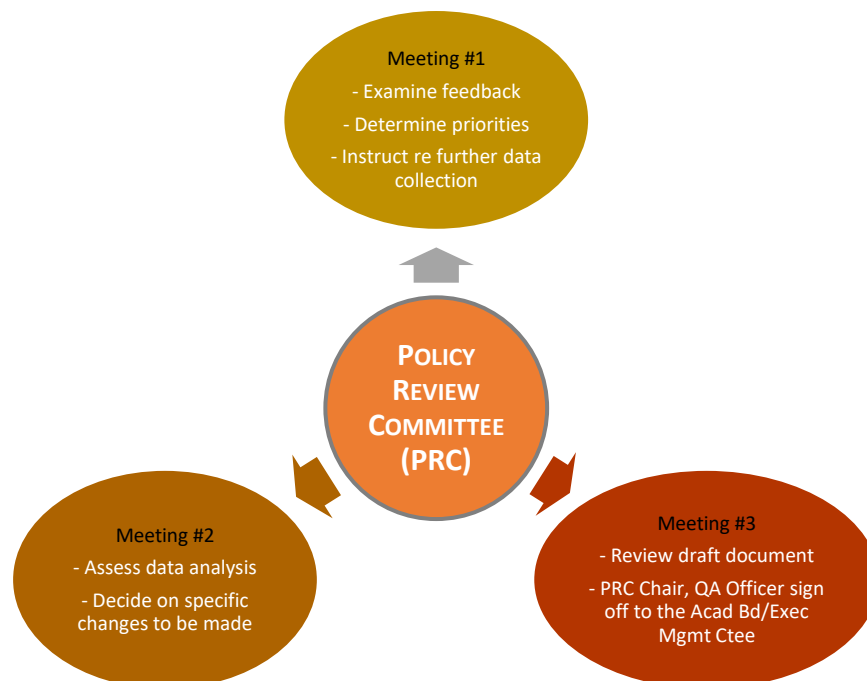 Meeting #1
- Examine feedback
- Determine priorities
- Instruct re further data
collection
POLICY
REVIEW
COMMITTEE
(PRC)
Meeting #2
- Assess data analysis
- Decide on specific
changes to be made
Meeting #3
- Review draft document
- PRC Chair, QA Officer sign
off to the Acad Bd/Exec
Mgmt Ctee